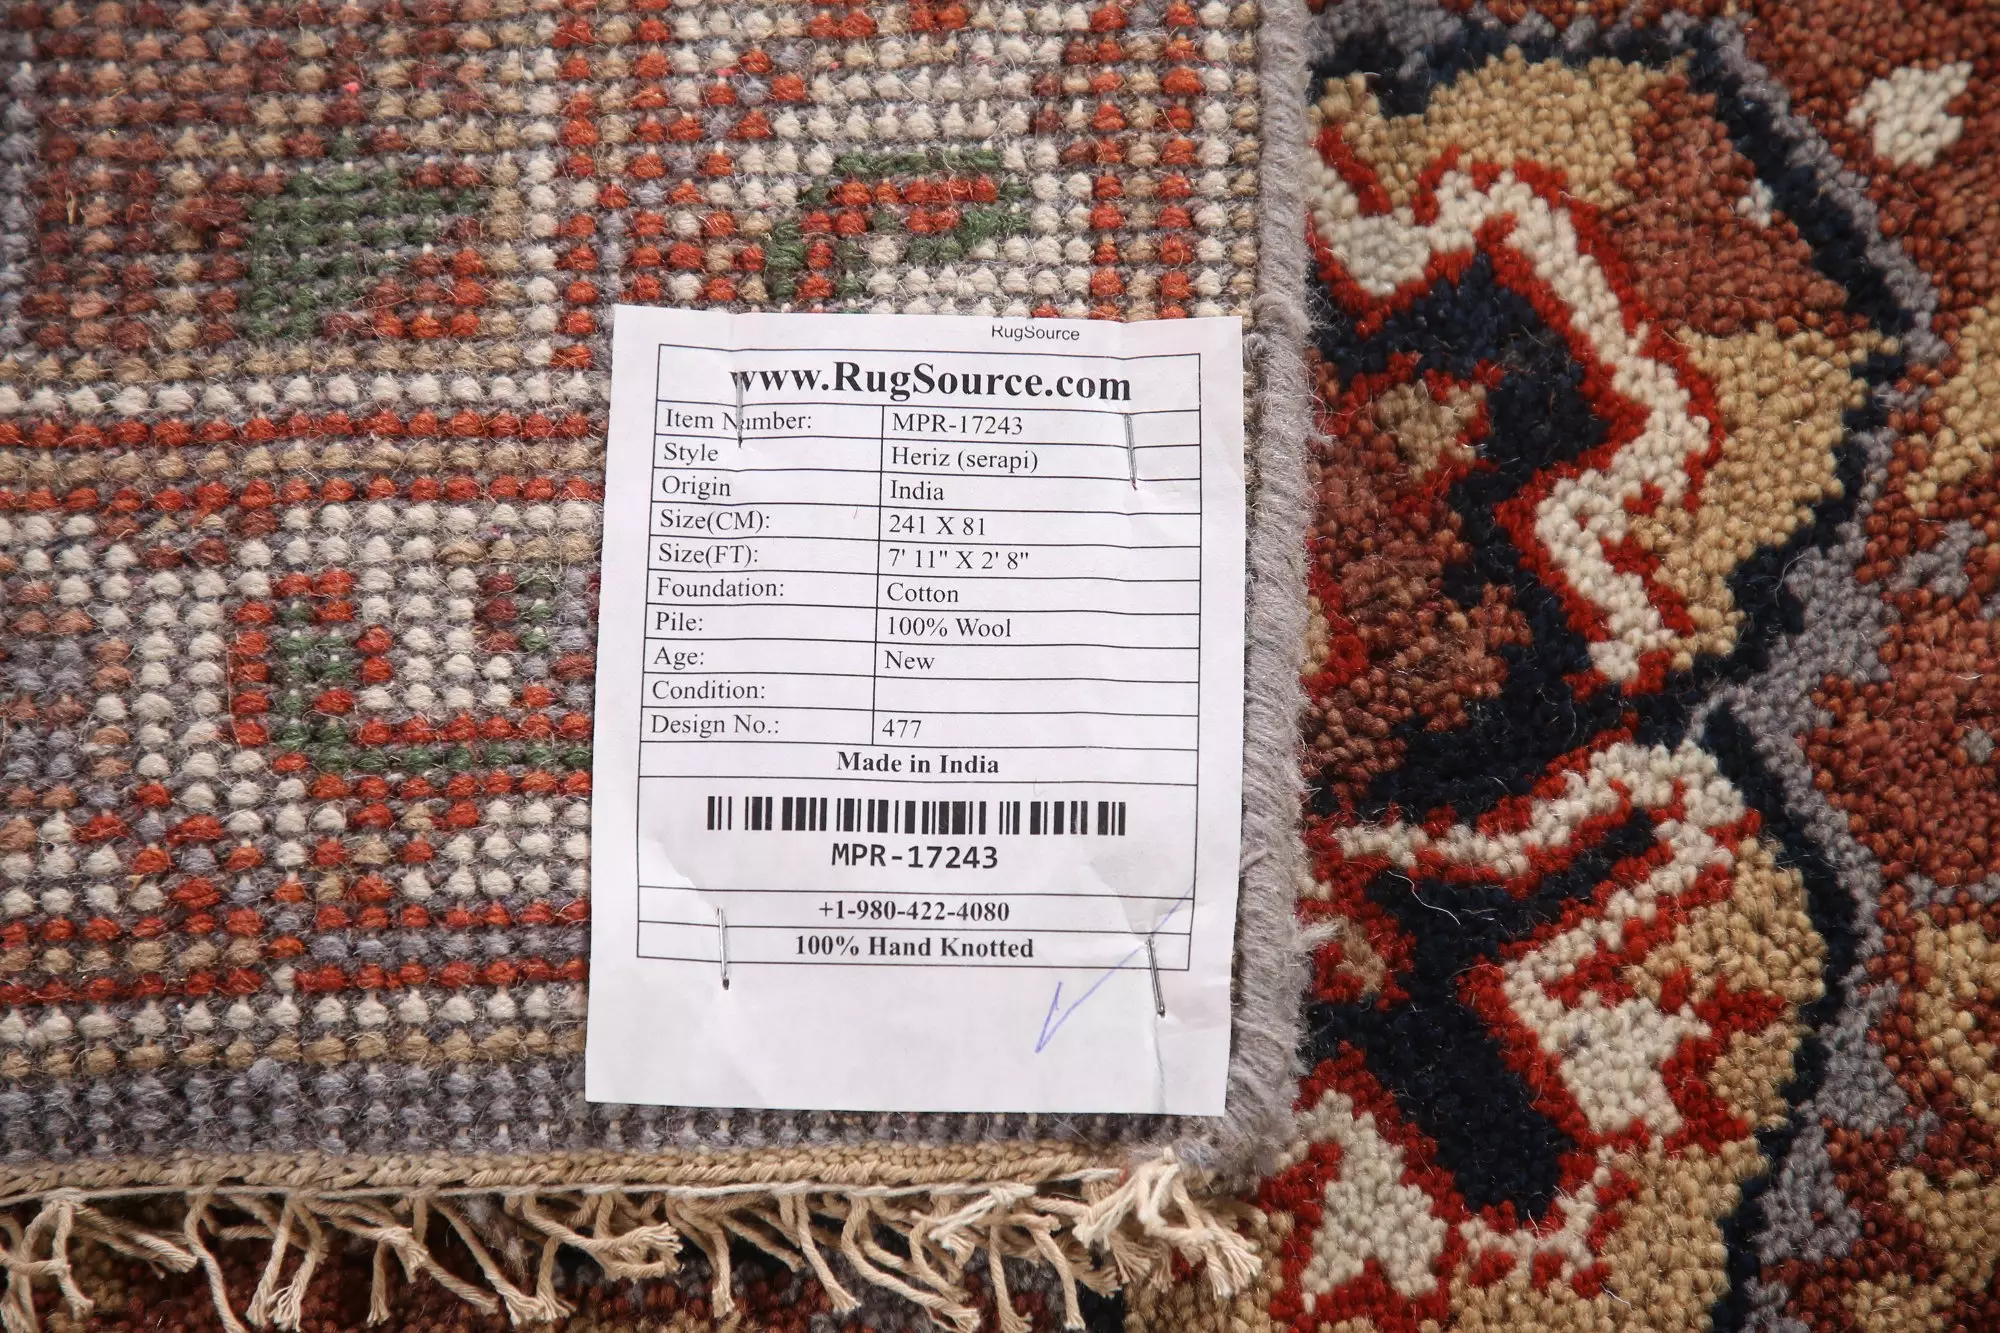 RugSource
www.RugSource.com
Item Number: MPR-17243
Style Heriz (serapi)
Origin India
Size(CM): 241 X 81
Size(FT): 7' 11" X 2' 8"
Foundation: Cotton
Pile: 100% Wool
Age: New
Condition:
Design No.: 477
Made in India
MPR-17243
+1-980-422-4080
100% Hand Knotted